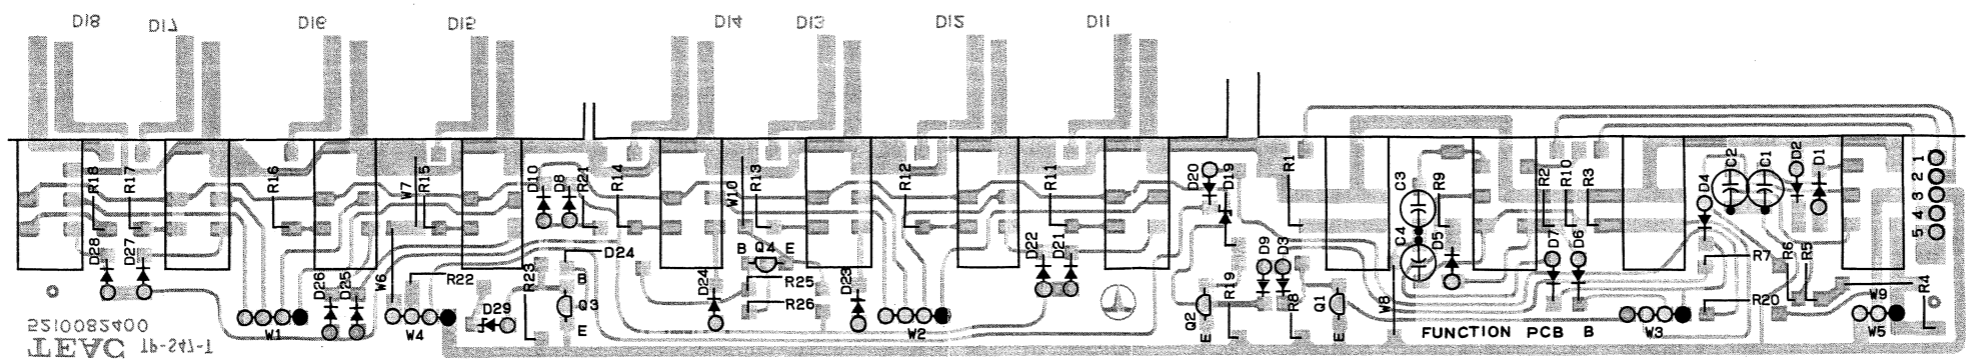 D18 D17 D16 D15 D14 D13 D12 D11
R18 R17 R16 W7 R15 D10 D8 R21 R14 W10 R13 R12 R11 D20 D19 R1 C3 R9 R2 R10 R3 D4 C2 C1 D2 D1 1
2
3
4
5
D28 D27 D26 D25 W6 R22 R23 D24 B Q4 E D22 D21 D9 D3 C4 D5 D7 D6 R7 R6 R5
D29 B Q3 E D24 R25 R26 D23 Q2 E R19 R8 Q1 E W8 R20 W9 R4
W1 W4 W2 FUNCTION PCB B W3 W5
5210082400
TEAC TP-S47-T